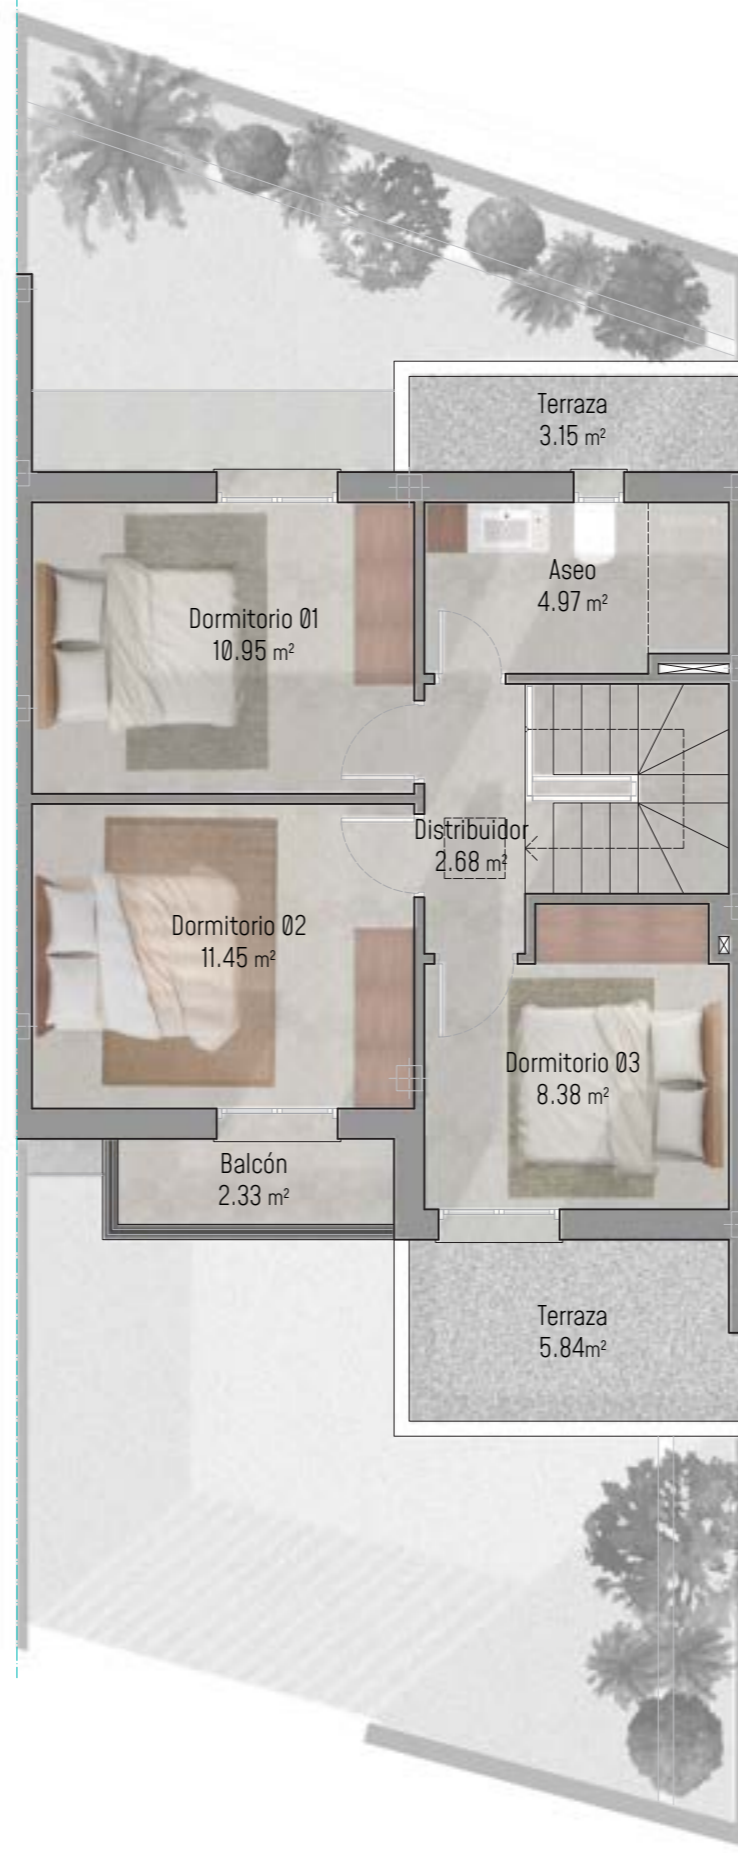 Terraza
3.15 m²
Aseo
4.97 m²
Dormitorio 01
10.95 m²
Distribuidor
2.68 m²
Dormitorio 02
11.45 m²
Dormitorio 03
8.38 m²
Balcón
2.33 m²
Terraza
5.84m²